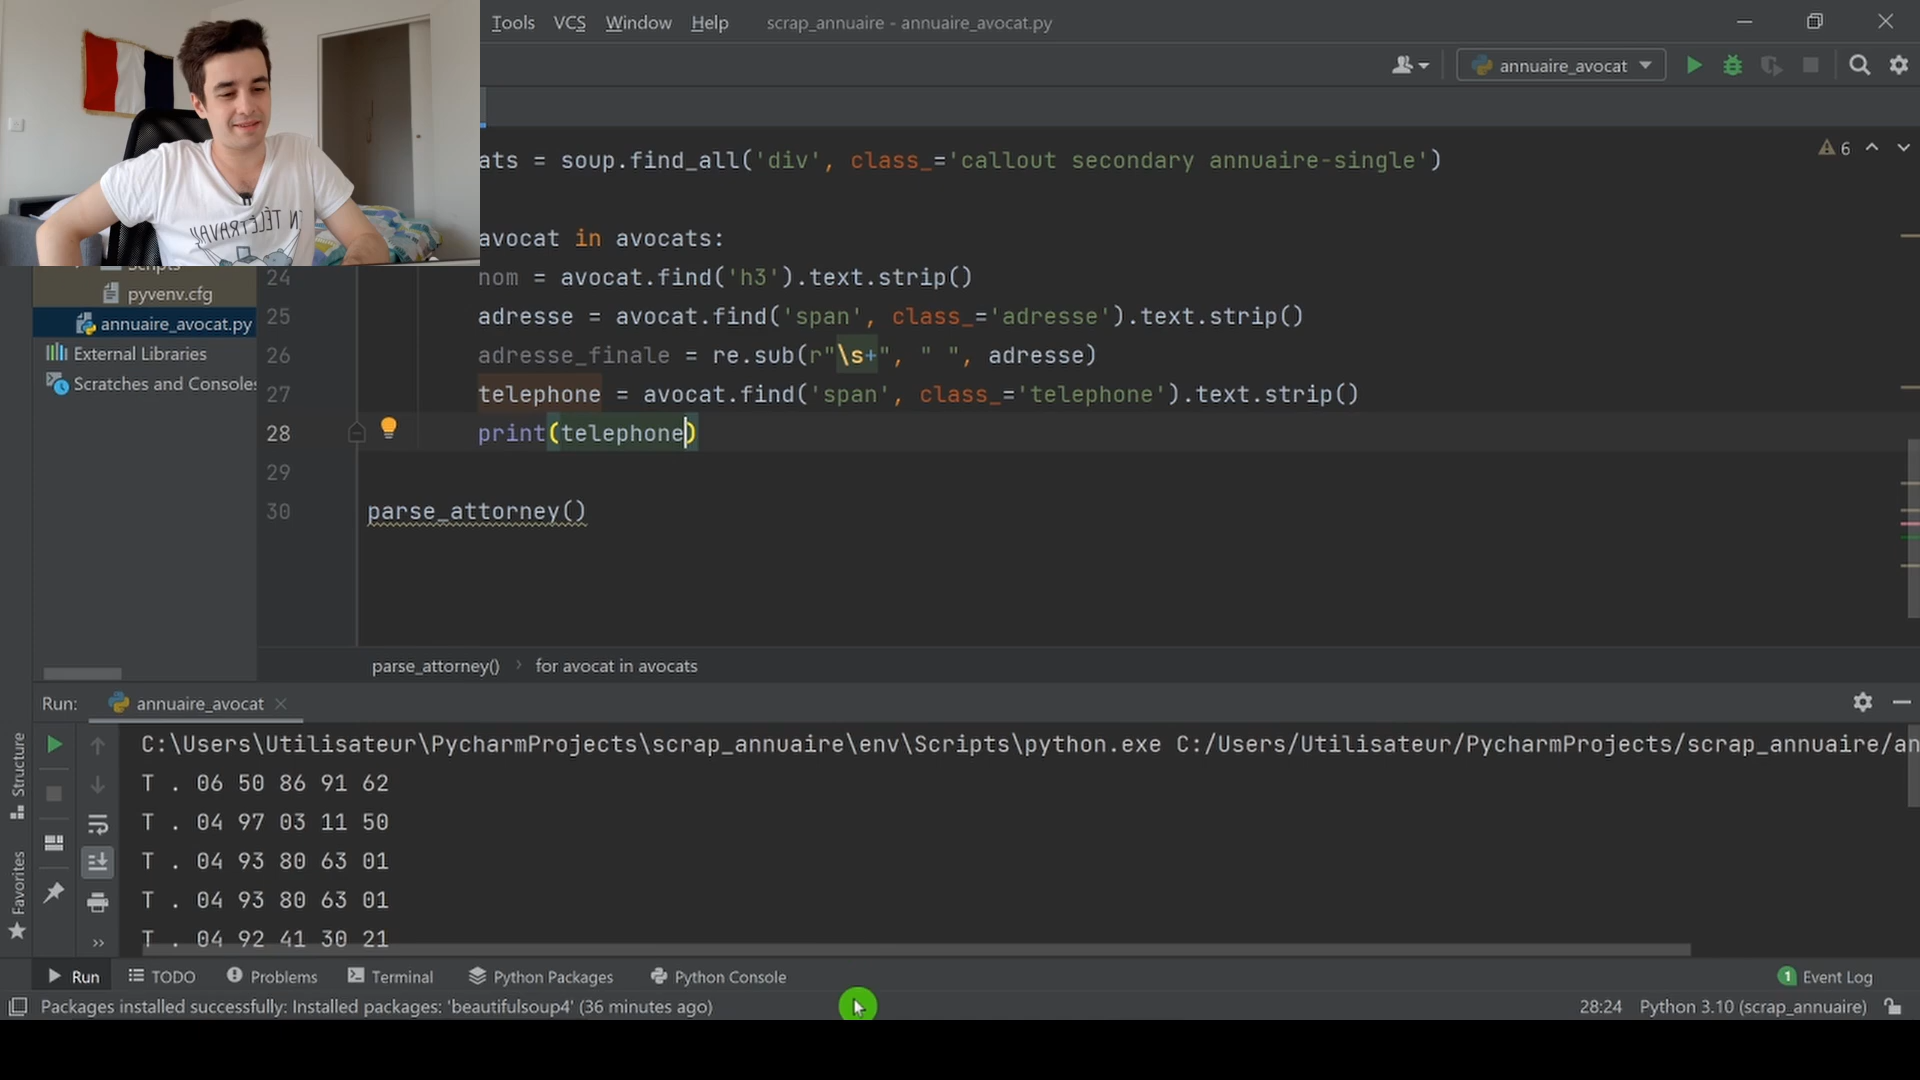 Tools VCS Window Help scrap_annuaire - annuaire_avocat.py
annuaire_avocat
EN TÉLÉTRAVAIL
ats = soup.find_all('div', class_='callout secondary annuaire-single')
6
avocat in avocats:
Scripts
24 nom = avocat.find('h3').text.strip()
pyvenv.cfg
25 adresse = avocat.find('span', class_='adresse').text.strip()
annuaire_avocat.py
26 adresse_finale = re.sub(r"\s+", " ", adresse)
External Libraries
27 telephone = avocat.find('span', class_='telephone').text.strip()
Scratches and Consoles
28 print(telephone)
29
30 parse_attorney()
parse_attorney() › for avocat in avocats
Run: annuaire_avocat
C:\Users\Utilisateur\PycharmProjects\scrap_annuaire\env\Scripts\python.exe C:/Users/Utilisateur/PycharmProjects/scrap_annuaire/an
T . 06 50 86 91 62
T . 04 97 03 11 50
T . 04 93 80 63 01
T . 04 93 80 63 01
T . 04 92 41 30 21
Structure
Favorites
Run TODO Problems Terminal Python Packages Python Console 1 Event Log
Packages installed successfully: Installed packages: 'beautifulsoup4' (36 minutes ago) 28:24 Python 3.10 (scrap_annuaire)